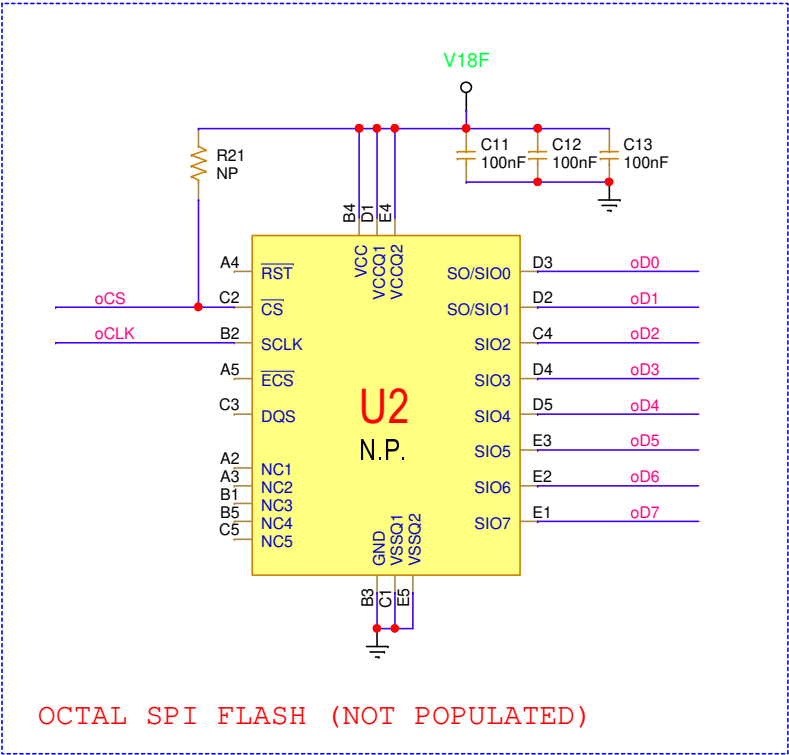 V18F
R21
NP
C11
100nF
C12
100nF
C13
100nF
B4
D1
E4
VCC
VCCQ1
VCCQ2
A4
RST
C2
CS
oCS
B2
SCLK
oCLK
A5
ECS
C3
DQS
A2
NC1
A3
NC2
B1
NC3
B5
NC4
C5
NC5
U2
N.P.
SO/SIO0
D3
oD0
SO/SIO1
D2
oD1
SIO2
C4
oD2
SIO3
D4
oD3
SIO4
D5
oD4
SIO5
E3
oD5
SIO6
E2
oD6
SIO7
E1
oD7
GND
VSSQ1
VSSQ2
B3
C1
E5
OCTAL SPI FLASH (NOT POPULATED)